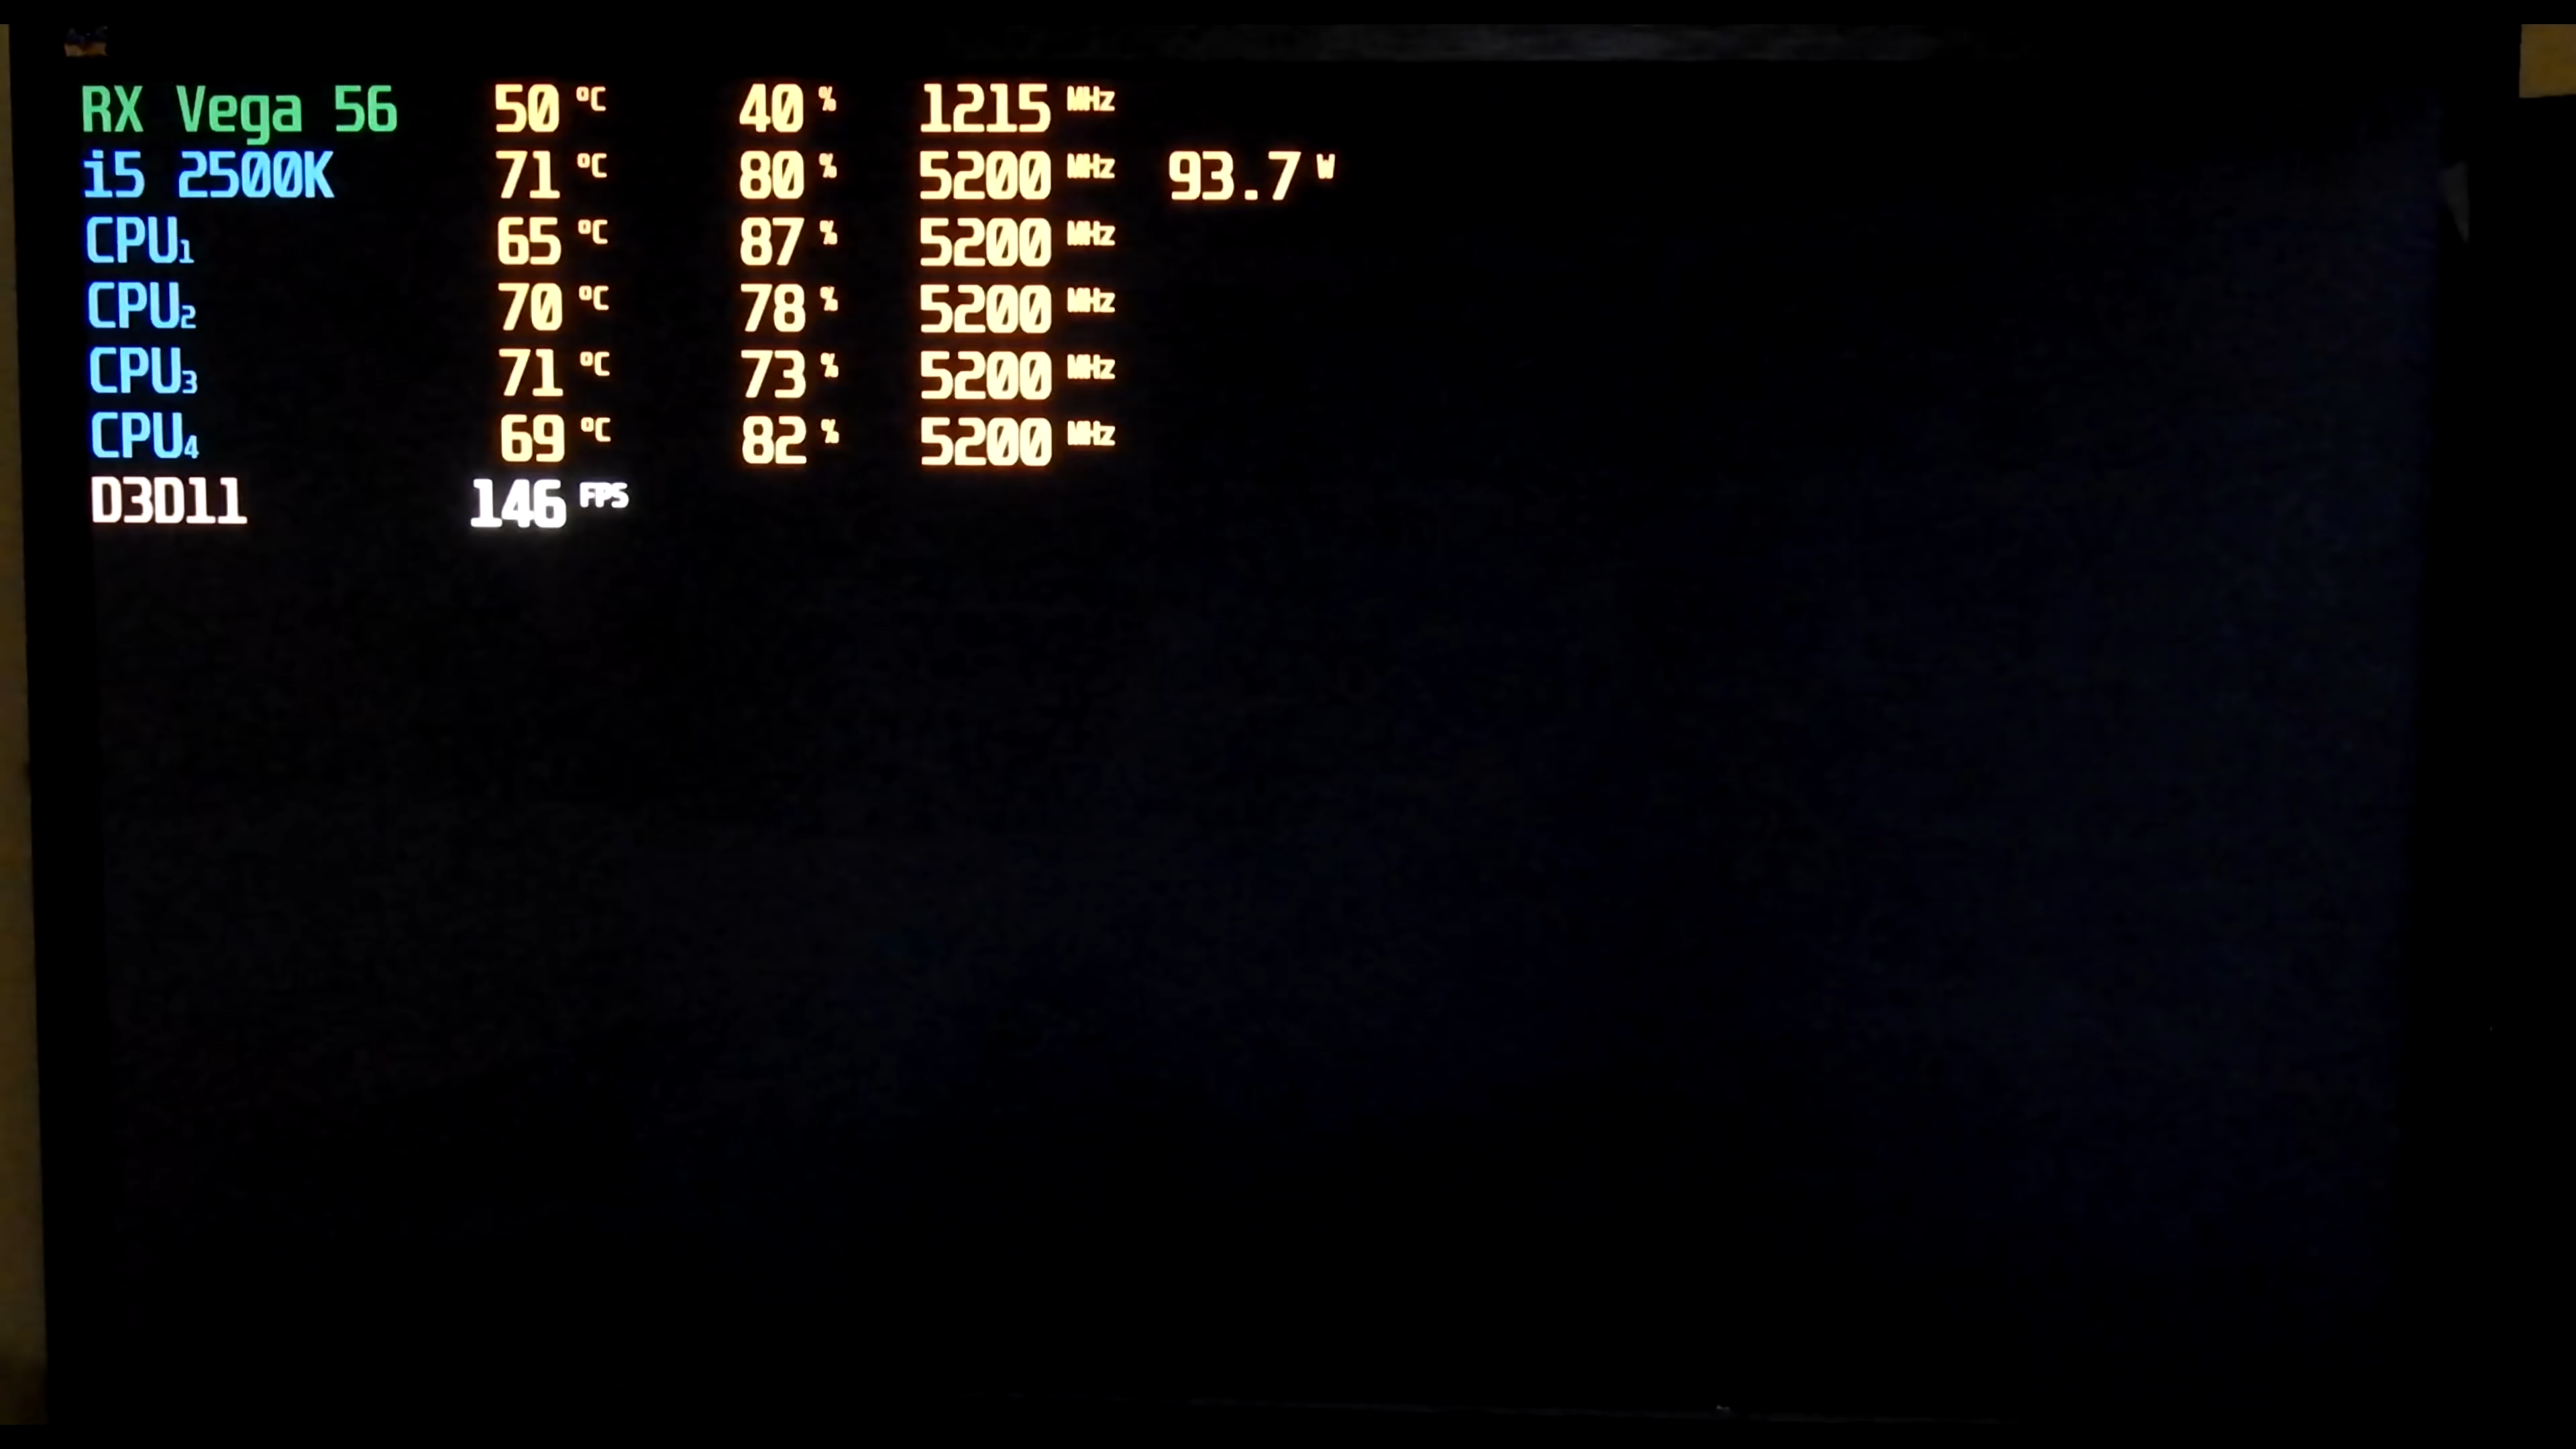 RX Vega 56 50 °C 40 % 1215 MHz
i5 2500K 71 °C 80 % 5200 MHz 93.7 W
CPU1 65 °C 87 % 5200 MHz
CPU2 70 °C 78 % 5200 MHz
CPU3 71 °C 73 % 5200 MHz
CPU4 69 °C 82 % 5200 MHz
D3D11 146 FPS